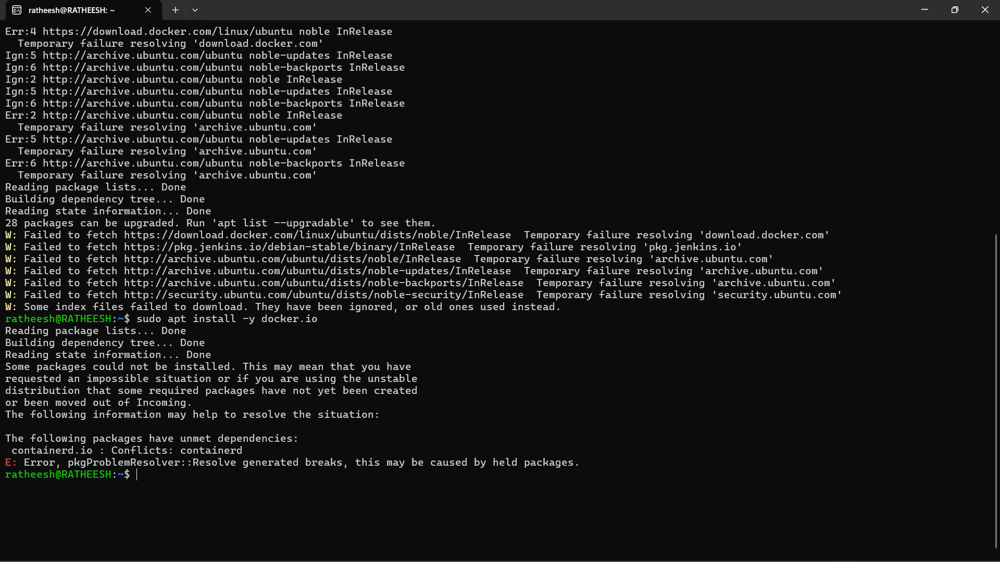 ratheesh@RATHEESH: ~
Err:4 https://download.docker.com/linux/ubuntu noble InRelease
  Temporary failure resolving 'download.docker.com'
Ign:5 http://archive.ubuntu.com/ubuntu noble-updates InRelease
Ign:6 http://archive.ubuntu.com/ubuntu noble-backports InRelease
Ign:2 http://archive.ubuntu.com/ubuntu noble InRelease
Ign:5 http://archive.ubuntu.com/ubuntu noble-updates InRelease
Ign:6 http://archive.ubuntu.com/ubuntu noble-backports InRelease
Err:2 http://archive.ubuntu.com/ubuntu noble InRelease
  Temporary failure resolving 'archive.ubuntu.com'
Err:5 http://archive.ubuntu.com/ubuntu noble-updates InRelease
  Temporary failure resolving 'archive.ubuntu.com'
Err:6 http://archive.ubuntu.com/ubuntu noble-backports InRelease
  Temporary failure resolving 'archive.ubuntu.com'
Reading package lists... Done
Building dependency tree... Done
Reading state information... Done
28 packages can be upgraded. Run 'apt list --upgradable' to see them.
W: Failed to fetch https://download.docker.com/linux/ubuntu/dists/noble/InRelease  Temporary failure resolving 'download.docker.com'
W: Failed to fetch https://pkg.jenkins.io/debian-stable/binary/InRelease  Temporary failure resolving 'pkg.jenkins.io'
W: Failed to fetch http://archive.ubuntu.com/ubuntu/dists/noble/InRelease  Temporary failure resolving 'archive.ubuntu.com'
W: Failed to fetch http://archive.ubuntu.com/ubuntu/dists/noble-updates/InRelease  Temporary failure resolving 'archive.ubuntu.com'
W: Failed to fetch http://archive.ubuntu.com/ubuntu/dists/noble-backports/InRelease  Temporary failure resolving 'archive.ubuntu.com'
W: Failed to fetch http://security.ubuntu.com/ubuntu/dists/noble-security/InRelease  Temporary failure resolving 'security.ubuntu.com'
W: Some index files failed to download. They have been ignored, or old ones used instead.
ratheesh@RATHEESH:~$ sudo apt install -y docker.io
Reading package lists... Done
Building dependency tree... Done
Reading state information... Done
Some packages could not be installed. This may mean that you have
requested an impossible situation or if you are using the unstable
distribution that some required packages have not yet been created
or been moved out of Incoming.
The following information may help to resolve the situation:

The following packages have unmet dependencies:
 containerd.io : Conflicts: containerd
E: Error, pkgProblemResolver::Resolve generated breaks, this may be caused by held packages.
ratheesh@RATHEESH:~$